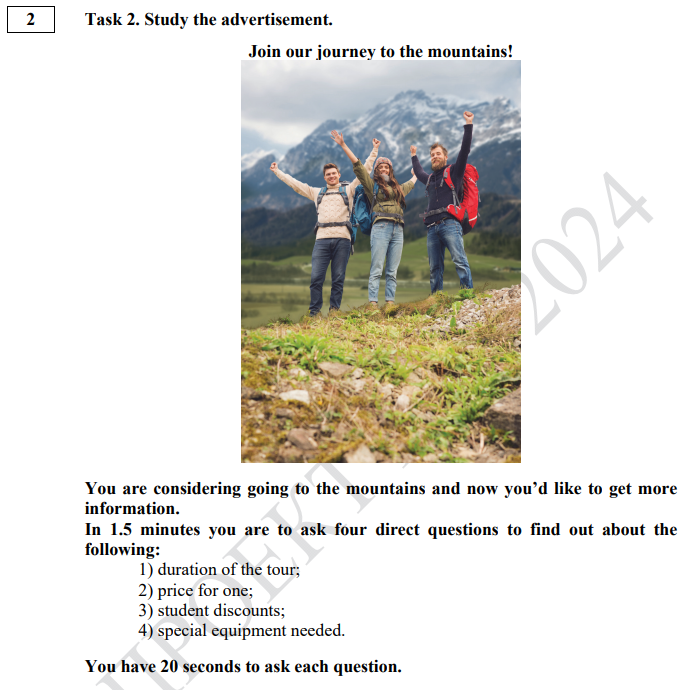 2
Task 2. Study the advertisement.
Join our journey to the mountains!
You are considering going to the mountains and now you’d like to get more
information.
In 1.5 minutes you are to ask four direct questions to find out about the
following:
1) duration of the tour;
2) price for one;
3) student discounts;
4) special equipment needed.
You have 20 seconds to ask each question.
ПРОЕКТ
2024